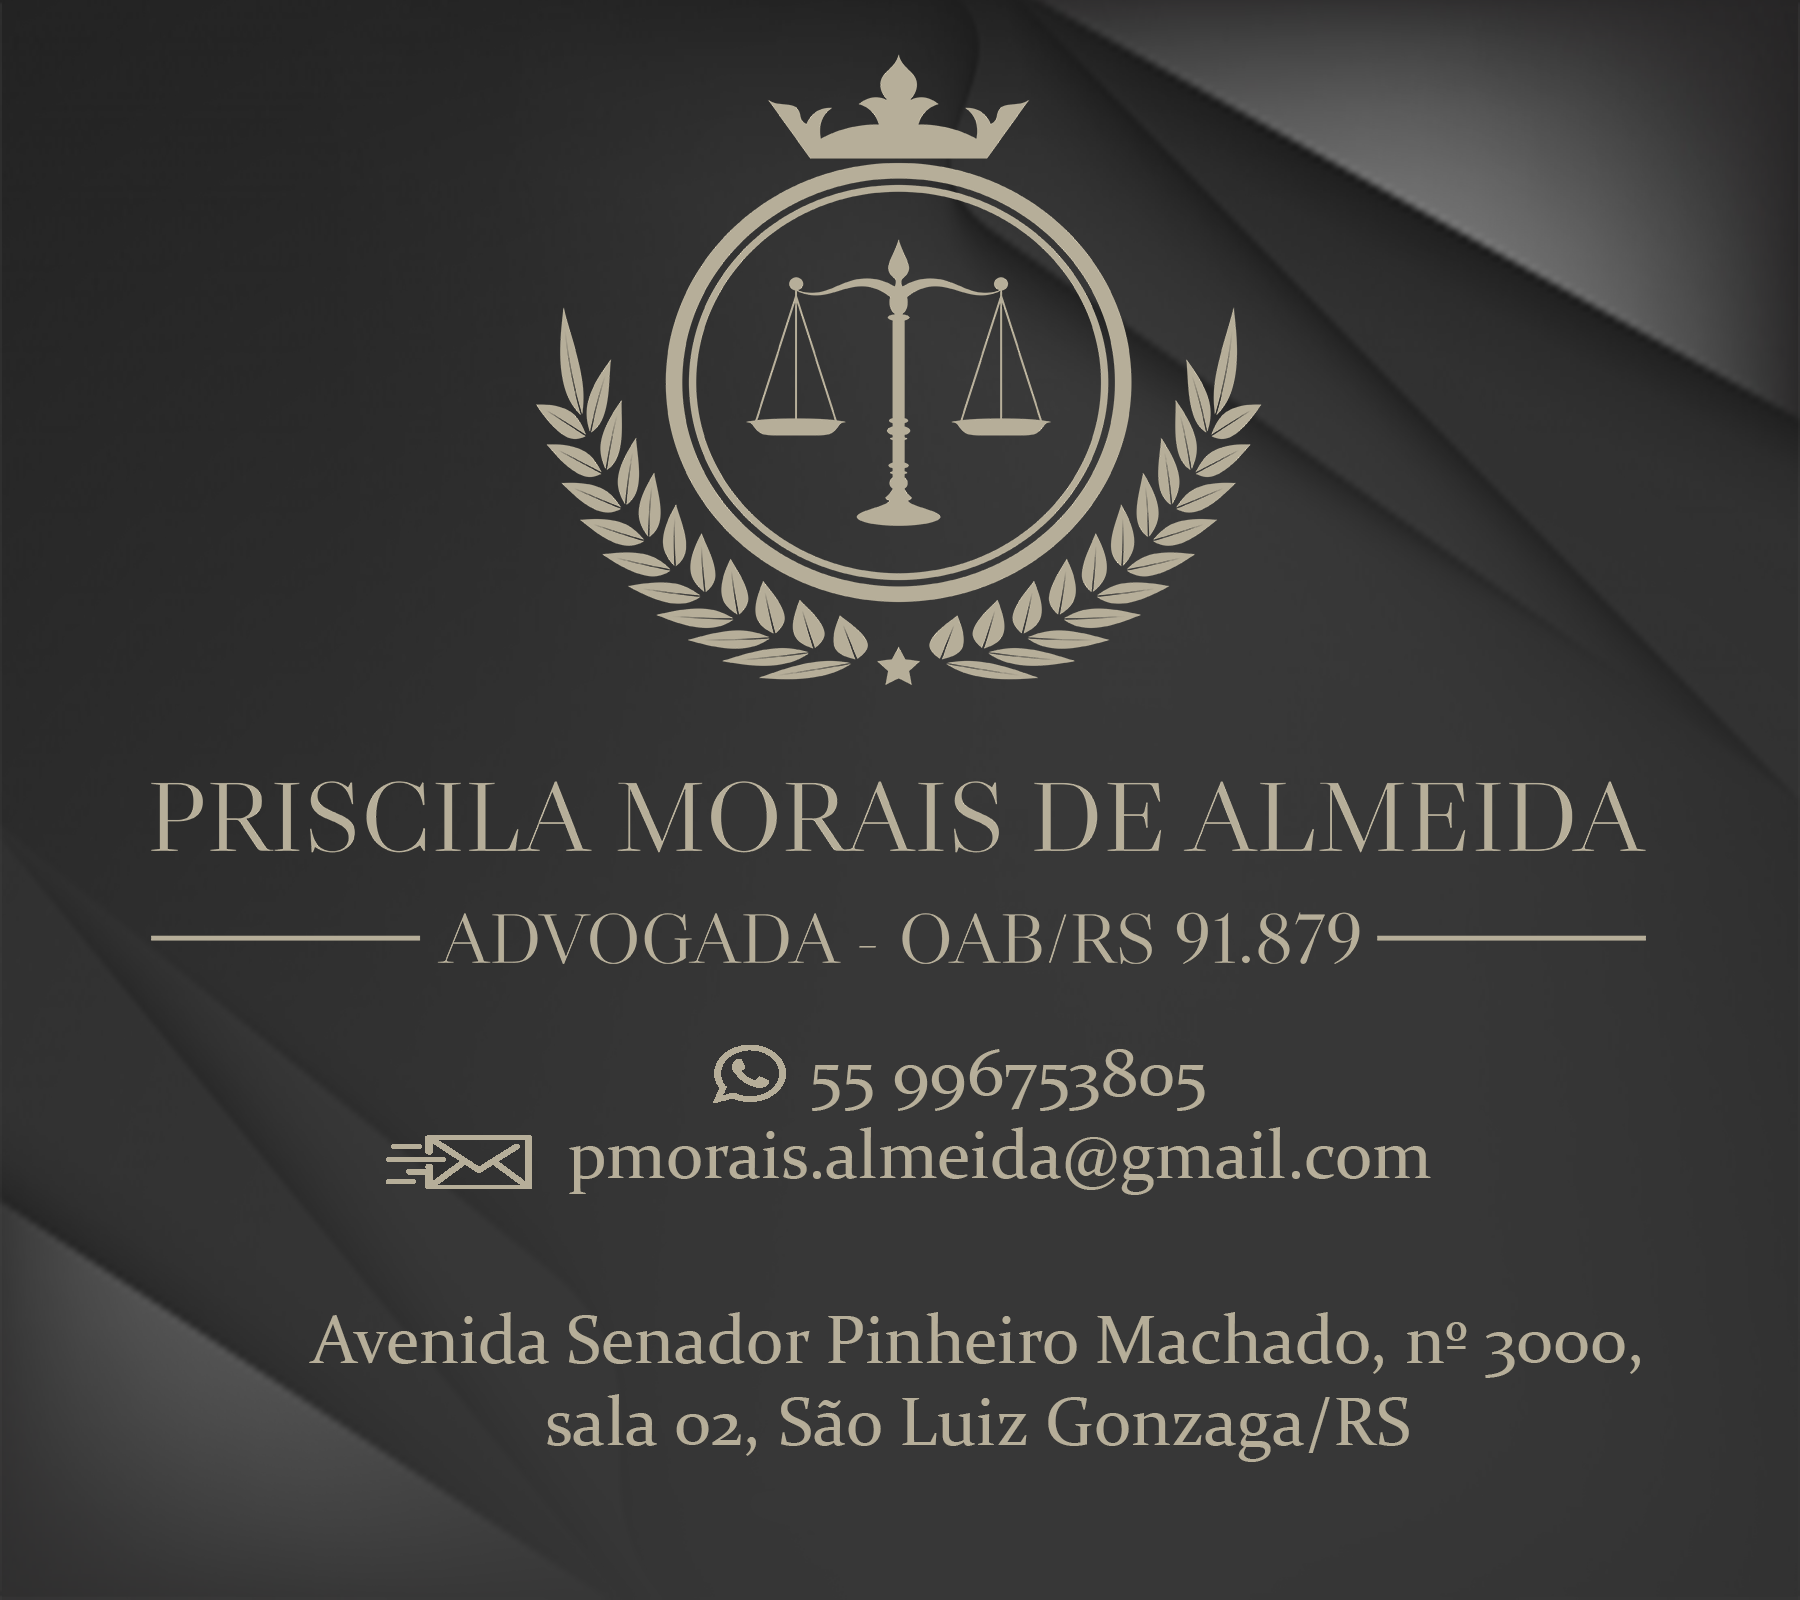 PRISCILA MORAIS DE ALMEIDA
ADVOGADA - OAB/RS 91.879
55 996753805
pmorais.almeida@gmail.com
Avenida Senador Pinheiro Machado, nº 3000,
sala 02, São Luiz Gonzaga/RS